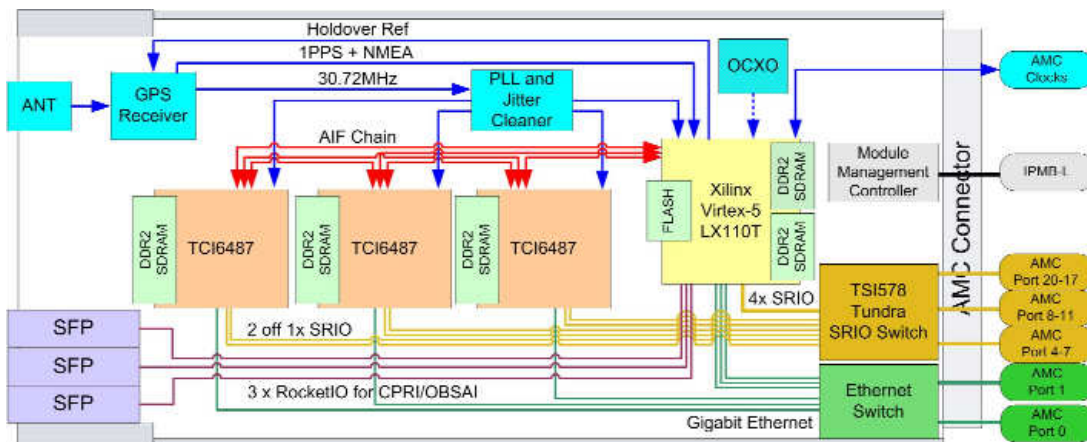 Holdover Ref
1PPS + NMEA
30.72MHz
ANT
GPS
Receiver
PLL and
Jitter
Cleaner
OCXO
AMC
Clocks
AIF Chain
Module
Management
Controller
IPMB-L
AMC Connector
DDR2
SDRAM
TCI6487
DDR2
SDRAM
TCI6487
DDR2
SDRAM
TCI6487
FLASH
Xilinx
Virtex-5
LX110T
DDR2
SDRAM
DDR2
SDRAM
4x SRIO
TSI578
Tundra
SRIO Switch
AMC
Port 20-17
AMC
Port 8-11
AMC
Port 4-7
SFP
SFP
SFP
2 off 1x SRIO
3 x RocketIO for CPRI/OBSAI
Gigabit Ethernet
Ethernet
Switch
AMC
Port 1
AMC
Port 0